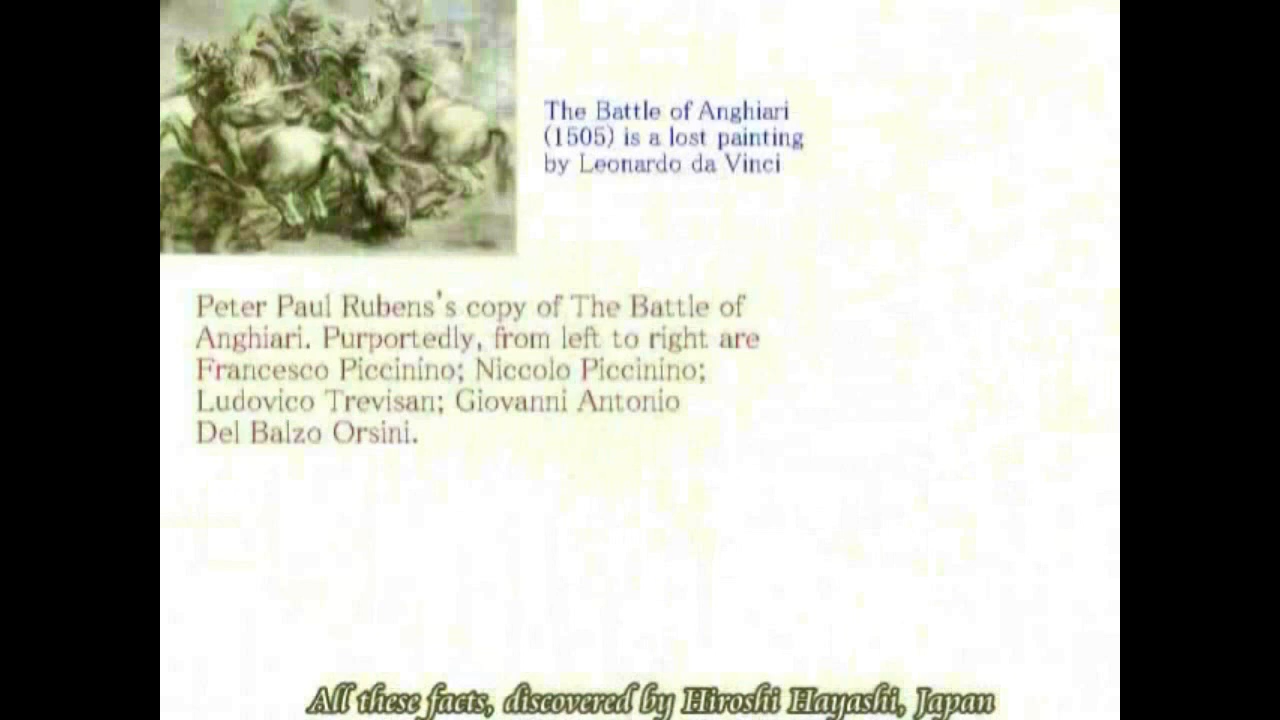 The Battle of Anghiari
(1505) is a lost painting
by Leonardo da Vinci
Peter Paul Rubens's copy of The Battle of
Anghiari. Purportedly, from left to right are
Francesco Piccinino; Niccolo Piccinino;
Ludovico Trevisan; Giovanni Antonio
Del Balzo Orsini.
All these facts, discovered by Hiroshi Hayashi, Japan